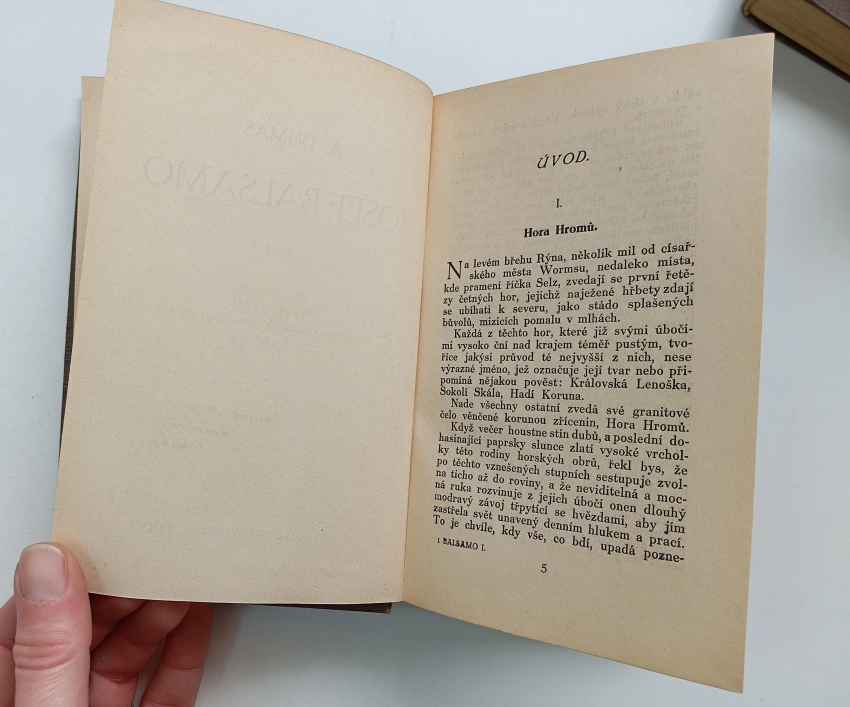 A. DUMAS
JOSEF BALSAMO
ÚVOD.
I.
Hora Hromů.
Na levém břehu Rýna, několik mil od císař-
ského města Wormsu, nedaleko místa,
kde pramení říčka Selz, zvedají se první řetě-
zy četných hor, jejichž naježené hřbety zdají
se ubíhati k severu, jako stádo splašených
bůvolů, mizících pomalu v mlhách.
Každá z těchto hor, které již svými úbočí-
mi vysoko ční nad krajem téměř pustým, tvo-
říce jakýsi průvod té nejvyšší z nich, nese
výrazné jméno, jež označuje její tvar nebo při-
pomíná nějakou pověst: Královská Lenoška,
Sokolí Skála, Hadí Koruna.
Nade všechny ostatní zvedá své granitové
čelo věnčené korunou zřícenin, Hora Hromů.
Když večer houstne stín dubů, a poslední do-
hasínající paprsky slunce zlatí vysoké vrchol-
ky této rodiny horských obrů, řekl bys, že
po těchto vznešených stupních sestupuje zvol-
na ticho až do roviny, a že neviditelná a moc-
ná ruka rozvinuje z jejich úbočí onen dlouhý
modravý závoj třpytící se hvězdami, aby jím
zastřela svět unavený denním hlukem a prací.
To je chvíle, kdy vše, co bdí, upadá pozne-
1 BALSAMO I.
5